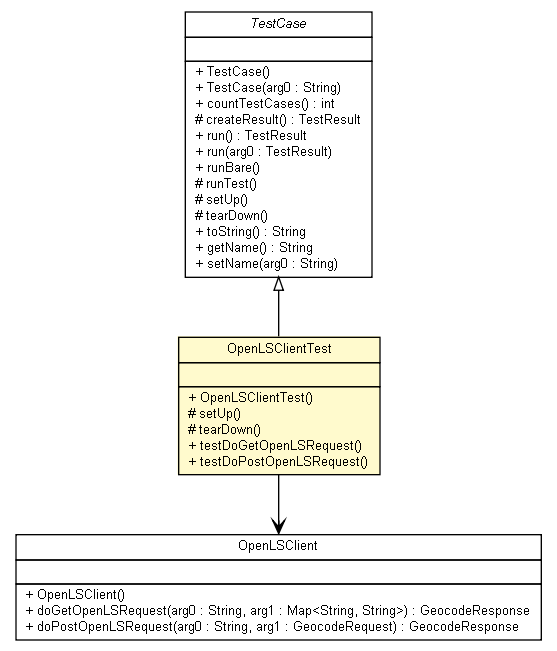 TestCase
+ TestCase()
+ TestCase(arg0 : String)
+ countTestCases() : int
# createResult() : TestResult
+ run() : TestResult
+ run(arg0 : TestResult)
+ runBare()
# runTest()
# setUp()
# tearDown()
+ toString() : String
+ getName() : String
+ setName(arg0 : String)
OpenLSClientTest
+ OpenLSClientTest()
# setUp()
# tearDown()
+ testDoGetOpenLSRequest()
+ testDoPostOpenLSRequest()
OpenLSClient
+ OpenLSClient()
+ doGetOpenLSRequest(arg0 : String, arg1 : Map<String, String>) : GeocodeResponse
+ doPostOpenLSRequest(arg0 : String, arg1 : GeocodeRequest) : GeocodeResponse